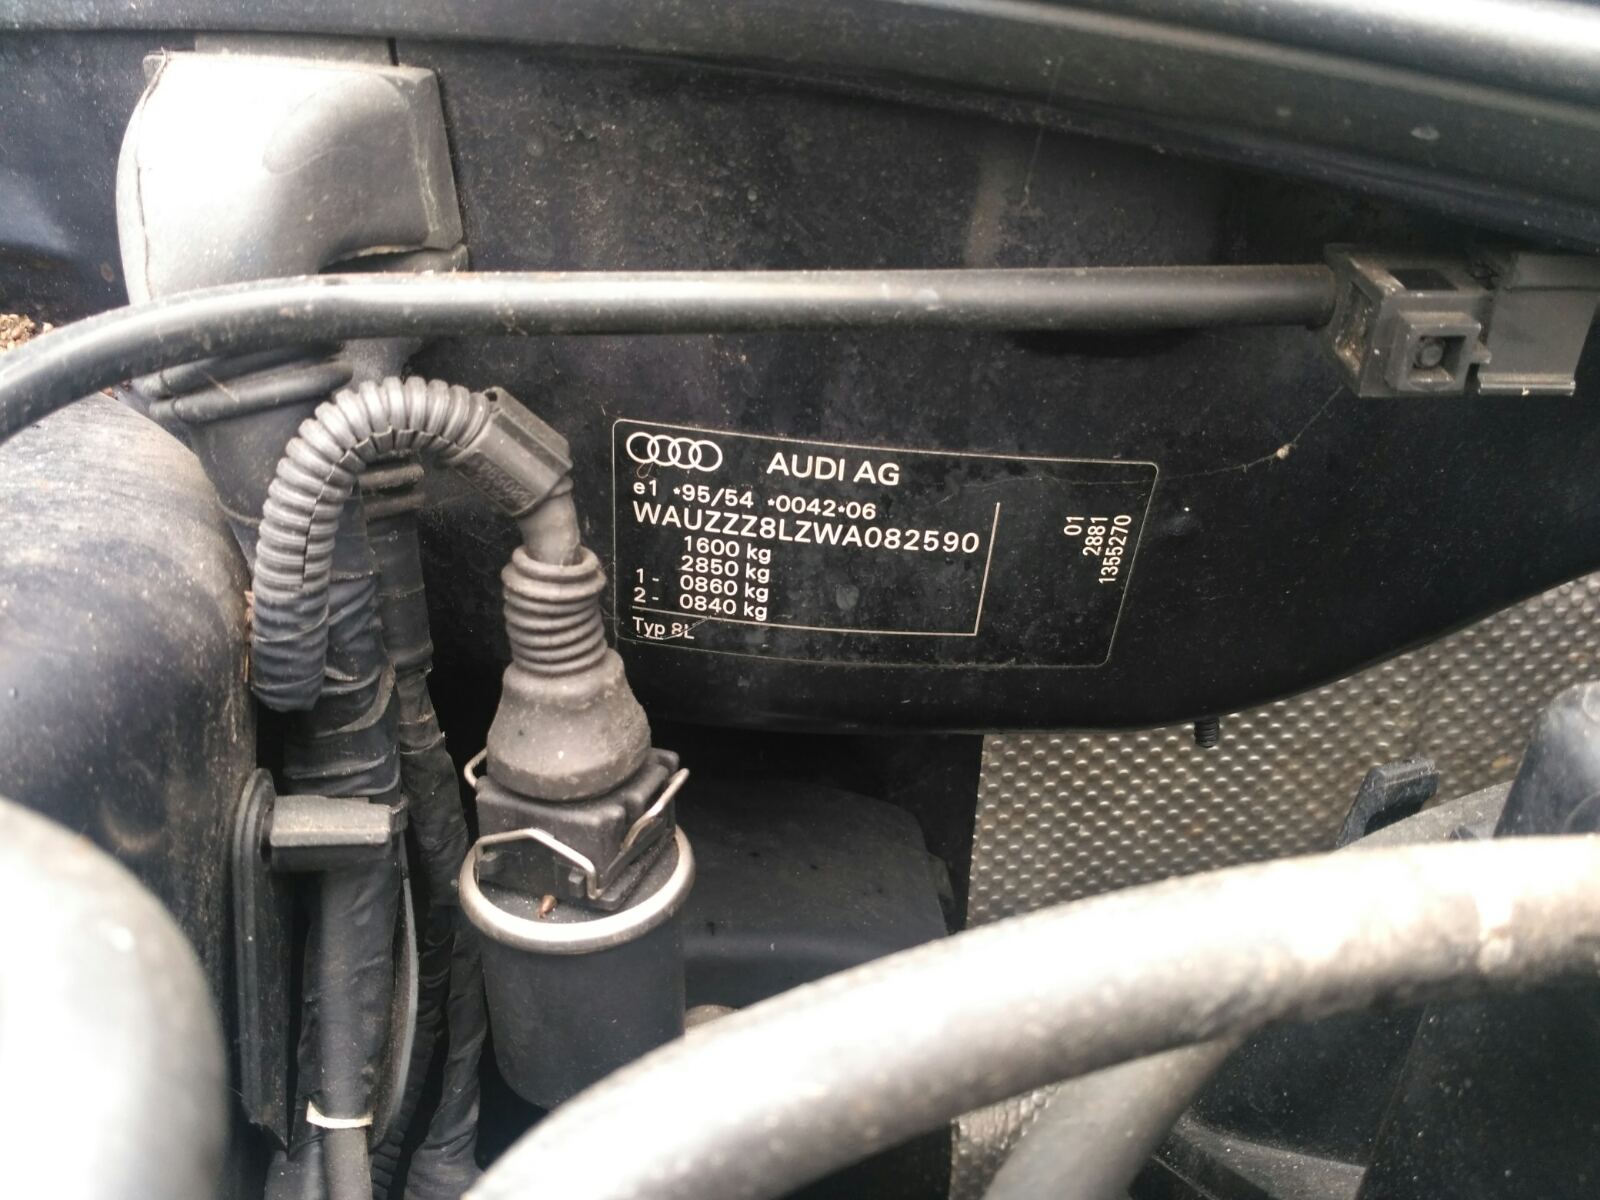 AUDI AG
e1 *95/54 *0042*06
WAUZZZ8LZWA082590
1600 kg
2850 kg
1 - 0860 kg
2 - 0840 kg
Typ 8L
01
2881
1355270